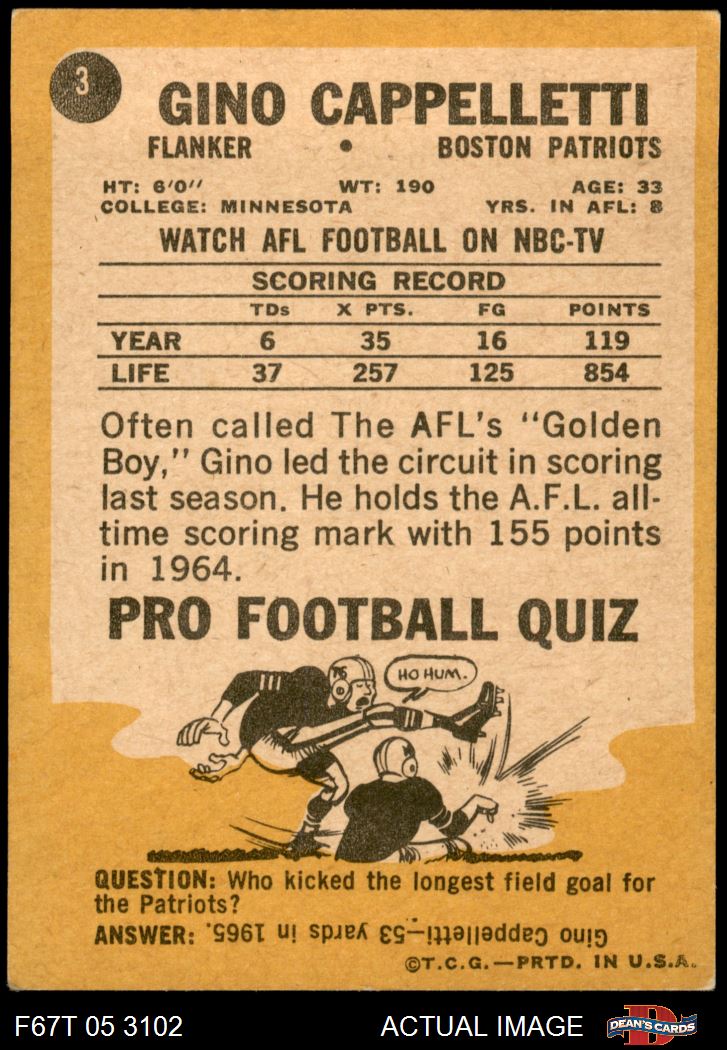 3
GINO CAPPELLETTI
FLANKER • BOSTON PATRIOTS
HT: 6'0" WT: 190 AGE: 33
COLLEGE: MINNESOTA YRS. IN AFL: 8
WATCH AFL FOOTBALL ON NBC-TV
SCORING RECORD
TDs X PTS. FG POINTS
YEAR 6 35 16 119
LIFE 37 257 125 854
Often called The AFL's "Golden
Boy," Gino led the circuit in scoring
last season. He holds the A.F.L. all-
time scoring mark with 155 points
in 1964.
PRO FOOTBALL QUIZ
HO HUM.
QUESTION: Who kicked the longest field goal for
the Patriots?
ANSWER: Gino Cappelletti—53 yards in 1965.
©T.C.G.—PRTD. IN U.S.A.
F67T 05 3102 ACTUAL IMAGE DEAN'S CARDS